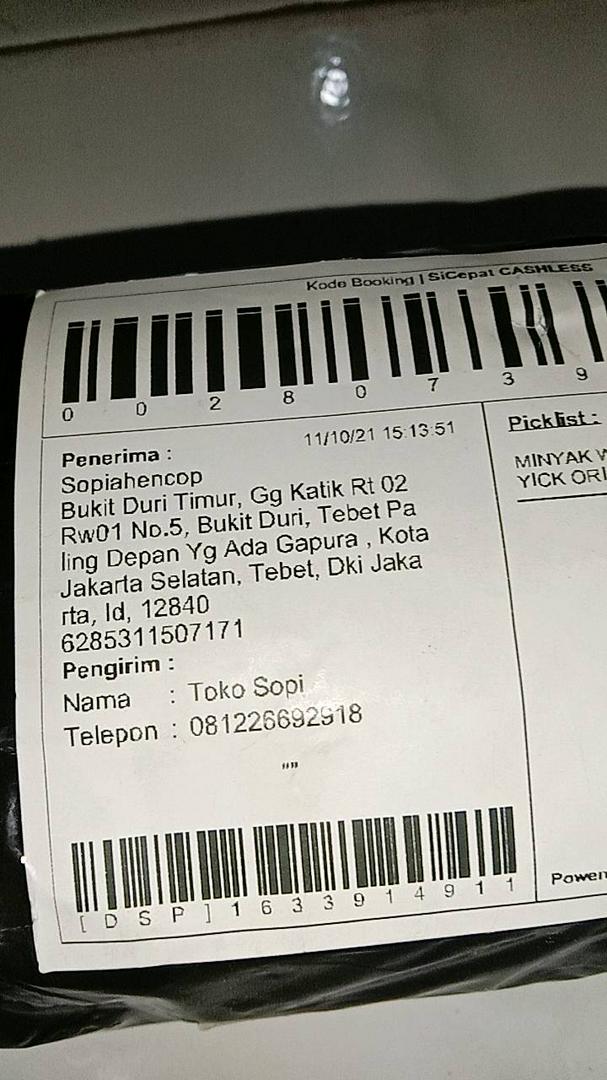 Kode Booking | SiCepat CASHLESS
0 0 2 8 0 7 3 9
11/10/21 15:13:51
Penerima :
Sopiahencop
Bukit Duri Timur, Gg Katik Rt 02
Rw01 No.5, Bukit Duri, Tebet Pa
ling Depan Yg Ada Gapura , Kota
Jakarta Selatan, Tebet, Dki Jaka
rta, Id, 12840
6285311507171
Pengirim :
Nama : Toko Sopi
Telepon : 081226692918
""
[ D S P ] 1 6 3 3 9 1 4 9 1 1
Picklist :
MINYAK
YICK ORI